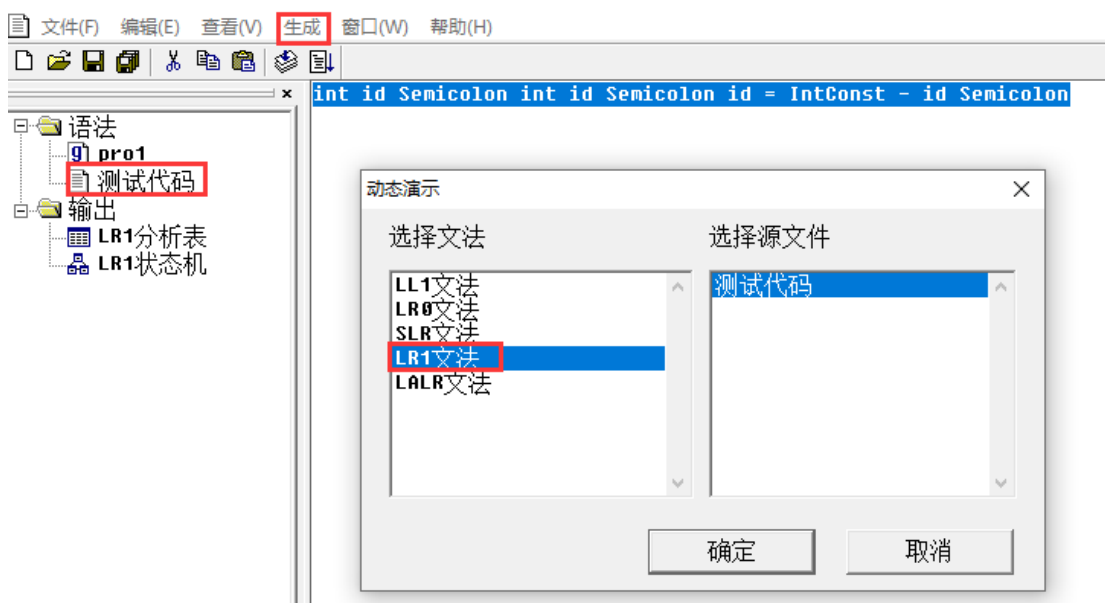 文件(F) 编辑(E) 查看(V) 生成 窗口(W) 帮助(H)
int id Semicolon int id Semicolon id = IntConst - id Semicolon
语法
pro1
测试代码
输出
LR1分析表
LR1状态机
动态演示
选择文法 选择源文件
LL1文法 测试代码
LR0文法
SLR文法
LR1文法
LALR文法
确定 取消